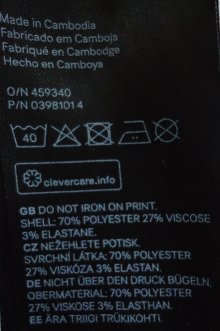 Made in Cambodia
Fabricado em Camboja
Fabriqué en Cambodge
Hecho en Camboya
O/N 459340
P/N 03981014
40
clevercare.info
GB DO NOT IRON ON PRINT.
SHELL: 70% POLYESTER 27% VISCOSE
3% ELASTANE.
CZ NEŽEHLETE POTISK.
SVRCHNÍ LÁTKA: 70% POLYESTER
27% VISKÓZA 3% ELASTAN.
DE NICHT ÜBER DEN DRUCK BÜGELN.
OBERMATERIAL: 70% POLYESTER
27% VISKOSE 3% ELASTHAN.
EE ÄRA TRIIGI TRÜKIKOHTI.